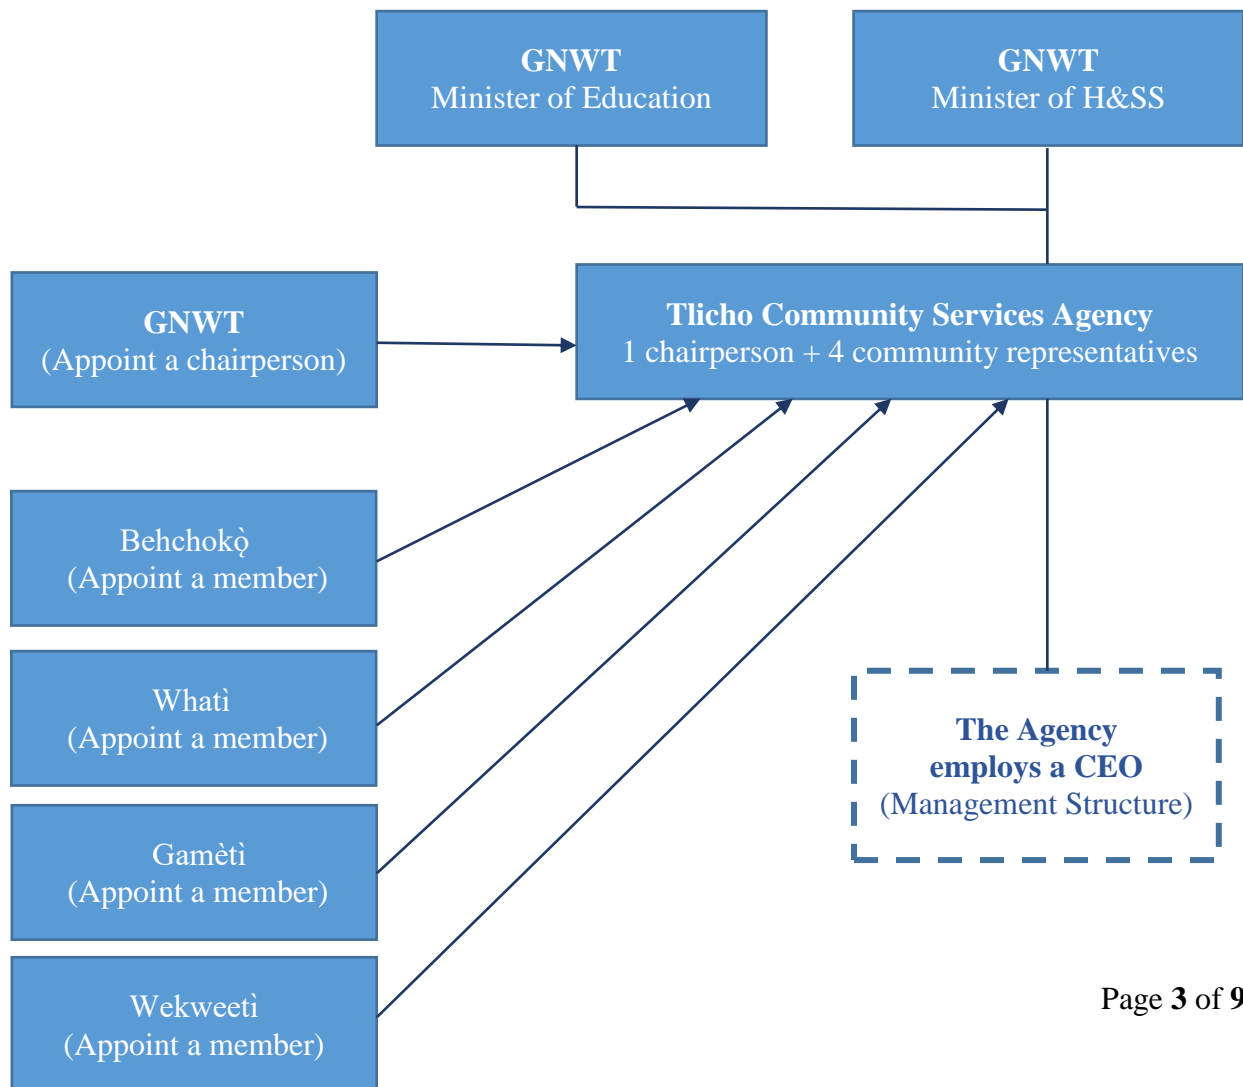 GNWT
Minister of Education
GNWT
Minister of H&SS
GNWT
(Appoint a chairperson)
Tlicho Community Services Agency
1 chairperson + 4 community representatives
Behchokǫ̀
(Appoint a member)
Whatì
(Appoint a member)
Gamètì
(Appoint a member)
Wekweetì
(Appoint a member)
The Agency
employs a CEO
(Management Structure)
Page 3 of 9